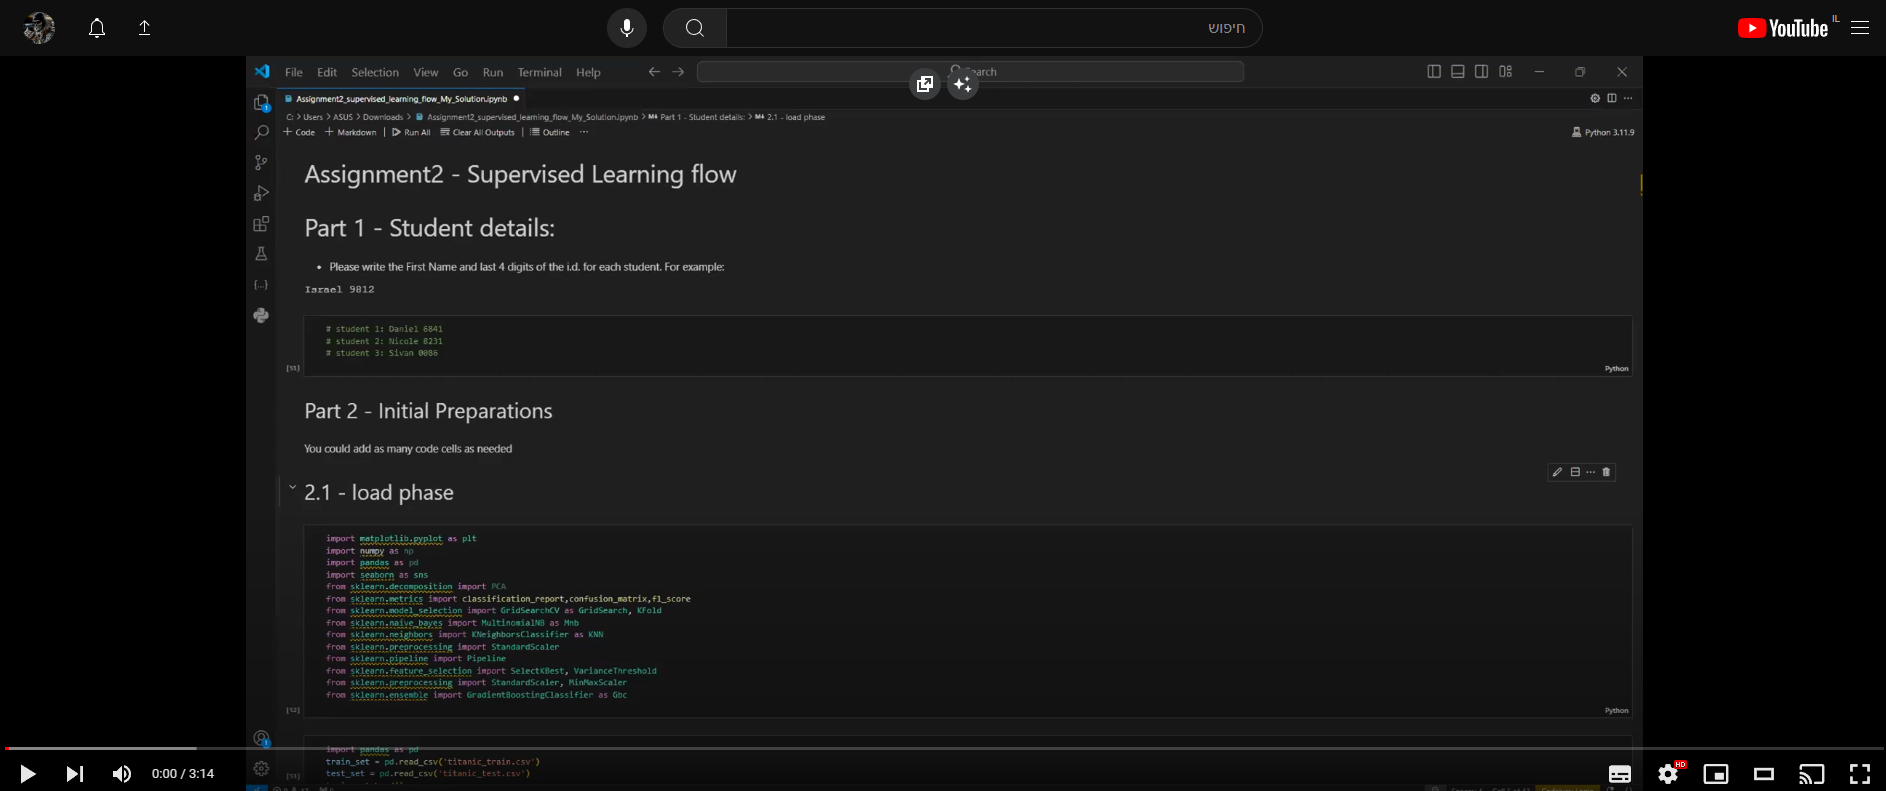 חיפוש
YouTube IL
File Edit Selection View Go Run Terminal Help
Search
Assignment2_supervised_learning_flow_My_Solution.ipynb
C: > Users > ASUS > Downloads > Assignment2_supervised_learning_flow_My_Solution.ipynb > M↓ Part 1 - Student details: > M↓ 2.1 - load phase
+ Code + Markdown | Run All Clear All Outputs | Outline ...
Python 3.11.9
Assignment2 - Supervised Learning flow
Part 1 - Student details:
• Please write the First Name and last 4 digits of the i.d. for each student. For example:
Israel 9812
# student 1: Daniel 6841
# student 2: Nicole 8231
# student 3: Sivan 0086
[51]
Python
Part 2 - Initial Preparations
You could add as many code cells as needed
2.1 - load phase
import matplotlib.pyplot as plt
import numpy as np
import pandas as pd
import seaborn as sns
from sklearn.decomposition import PCA
from sklearn.metrics import classification_report,confusion_matrix,f1_score
from sklearn.model_selection import GridSearchCV as GridSearch, KFold
from sklearn.naive_bayes import MultinomialNB as Mnb
from sklearn.neighbors import KNeighborsClassifier as KNN
from sklearn.preprocessing import StandardScaler
from sklearn.pipeline import Pipeline
from sklearn.feature_selection import SelectKBest, VarianceThreshold
from sklearn.preprocessing import StandardScaler, MinMaxScaler
from sklearn.ensemble import GradientBoostingClassifier as Gbc
[52]
Python
import pandas as pd
train_set = pd.read_csv('titanic_train.csv')
test_set = pd.read_csv('titanic_test.csv')
[53]
0:00 / 3:14
HD